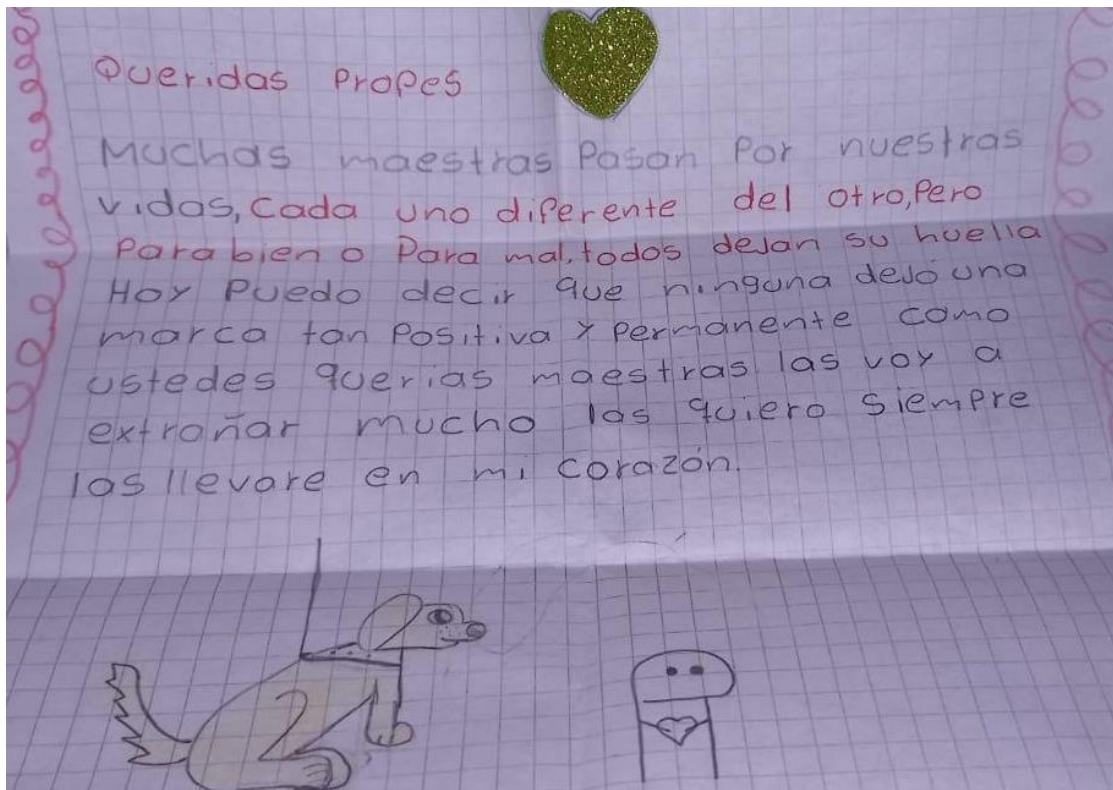 Queridas Profes
Muchas maestras Pasan Por nuestras
vidas, Cada uno diferente del otro, Pero
Para bien o Para mal, todos dejan su huella
Hoy Puedo decir que ninguna dejó una
marca tan Positiva y Permanente como
ustedes querias maestras las voy a
extrañar mucho las quiero siempre
las llevare en mi corazón.